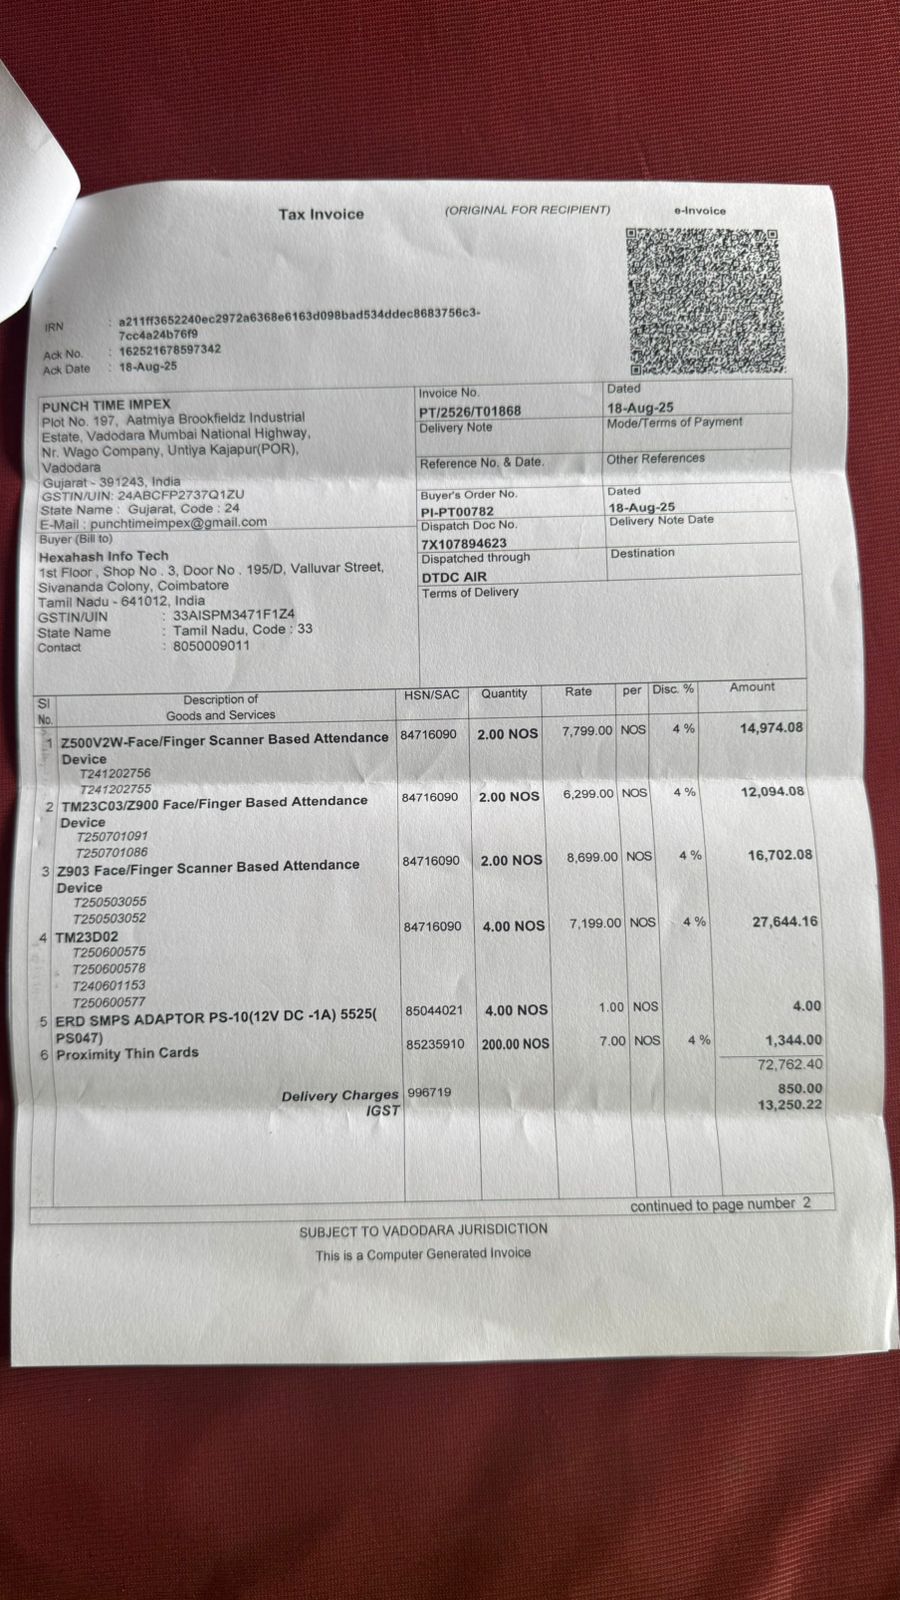 Tax Invoice
(ORIGINAL FOR RECIPIENT)
e-Invoice
IRN : a211ff3652240ec2972a6368e6163d098bad534ddec8683756c3-
7cc4a24b76f9
Ack No. : 162521678597342
Ack Date : 18-Aug-25
PUNCH TIME IMPEX
Plot No. 197, Aatmiya Brookfieldz Industrial
Estate, Vadodara Mumbai National Highway,
Nr. Wago Company, Untiya Kajapur(POR),
Vadodara
Gujarat - 391243, India
GSTIN/UIN: 24ABCFP2737Q1ZU
State Name : Gujarat, Code : 24
E-Mail : punchtimeimpex@gmail.com
Buyer (Bill to)
Hexahash Info Tech
1st Floor , Shop No . 3, Door No . 195/D, Valluvar Street,
Sivananda Colony, Coimbatore
Tamil Nadu - 641012, India
GSTIN/UIN : 33AISPM3471F1Z4
State Name : Tamil Nadu, Code : 33
Contact : 8050009011
Invoice No. Dated
PT/2526/T01868 18-Aug-25
Delivery Note Mode/Terms of Payment
Reference No. & Date. Other References
Buyer's Order No. Dated
PI-PT00782 18-Aug-25
Dispatch Doc No. Delivery Note Date
7X107894623
Dispatched through Destination
DTDC AIR
Terms of Delivery
Sl No. Description of Goods and Services HSN/SAC Quantity Rate per Disc. % Amount
1 Z500V2W-Face/Finger Scanner Based Attendance 84716090 2.00 NOS 7,799.00 NOS 4 % 14,974.08
Device
T241202756
T241202755
2 TM23C03/Z900 Face/Finger Based Attendance 84716090 2.00 NOS 6,299.00 NOS 4 % 12,094.08
Device
T250701091
T250701086
3 Z903 Face/Finger Scanner Based Attendance 84716090 2.00 NOS 8,699.00 NOS 4 % 16,702.08
Device
T250503055
T250503052
4 TM23D02 84716090 4.00 NOS 7,199.00 NOS 4 % 27,644.16
T250600575
T250600578
T240601153
T250600577
5 ERD SMPS ADAPTOR PS-10(12V DC -1A) 5525( 85044021 4.00 NOS 1.00 NOS 4.00
PS047)
6 Proximity Thin Cards 85235910 200.00 NOS 7.00 NOS 4 % 1,344.00
72,762.40
Delivery Charges 996719 850.00
IGST 13,250.22
continued to page number 2
SUBJECT TO VADODARA JURISDICTION
This is a Computer Generated Invoice